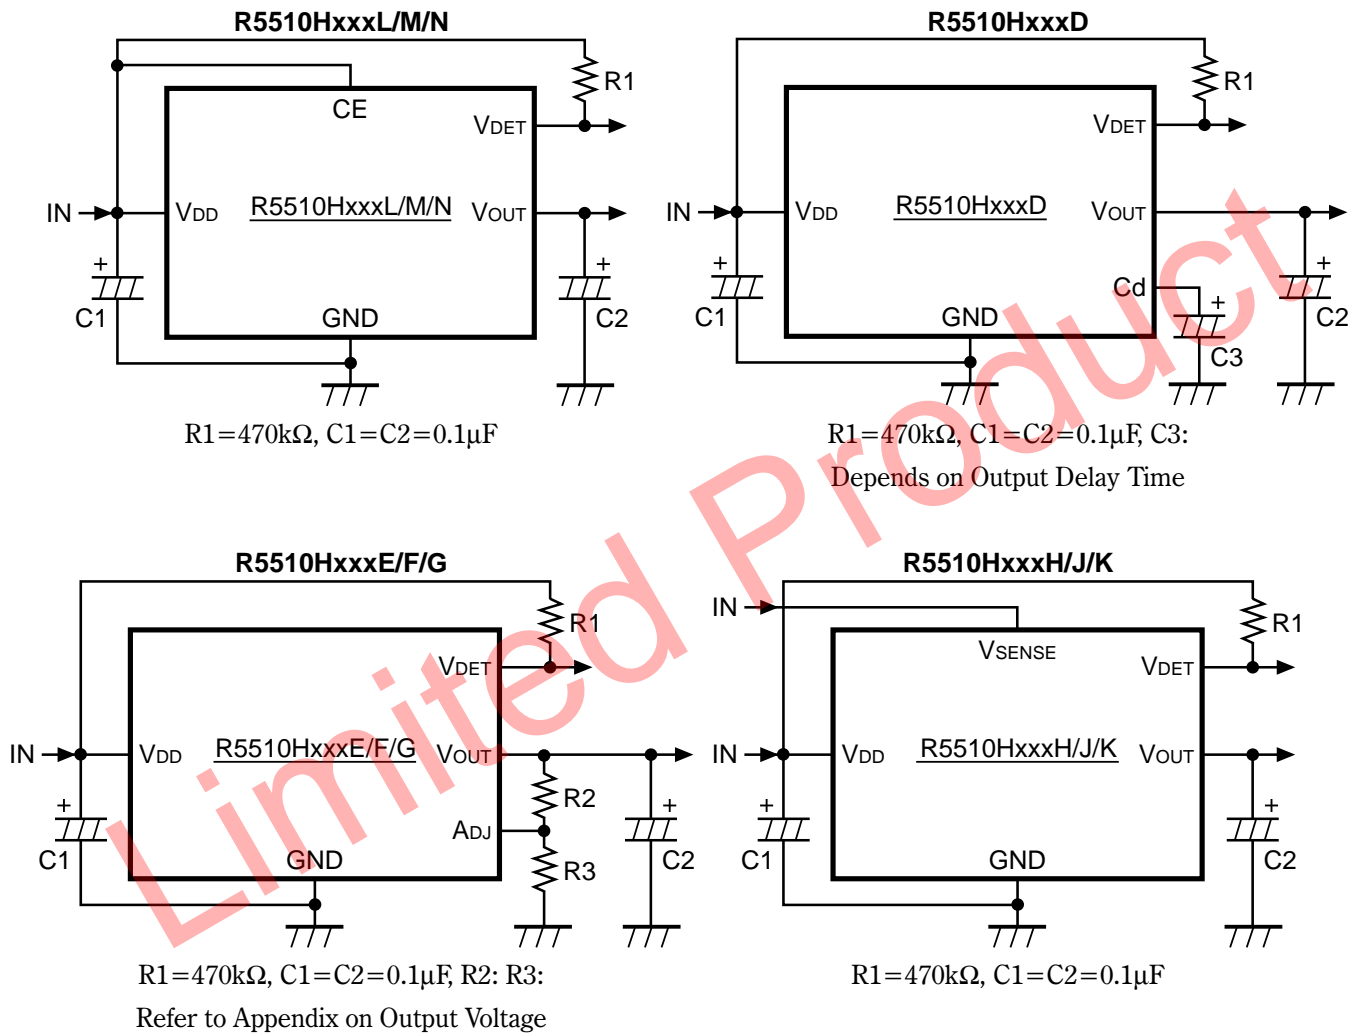 R5510HxxxL/M/N
R1
CE
VDET
IN
VDD
R5510HxxxL/M/N
VOUT
+
C1
GND
+
C2
R1=470kΩ, C1=C2=0.1µF
R5510HxxxD
R1
VDET
IN
VDD
R5510HxxxD
VOUT
+
C1
GND
Cd
+
C3
+
C2
R1=470kΩ, C1=C2=0.1µF, C3:
Depends on Output Delay Time
R5510HxxxE/F/G
R1
VDET
IN
VDD
R5510HxxxE/F/G
VOUT
+
C1
R2
ADJ
GND
R3
+
C2
R1=470kΩ, C1=C2=0.1µF, R2: R3:
Refer to Appendix on Output Voltage
R5510HxxxH/J/K
IN
R1
VSENSE
VDET
IN
VDD
R5510HxxxH/J/K
VOUT
+
C1
GND
+
C2
R1=470kΩ, C1=C2=0.1µF
Limited Product